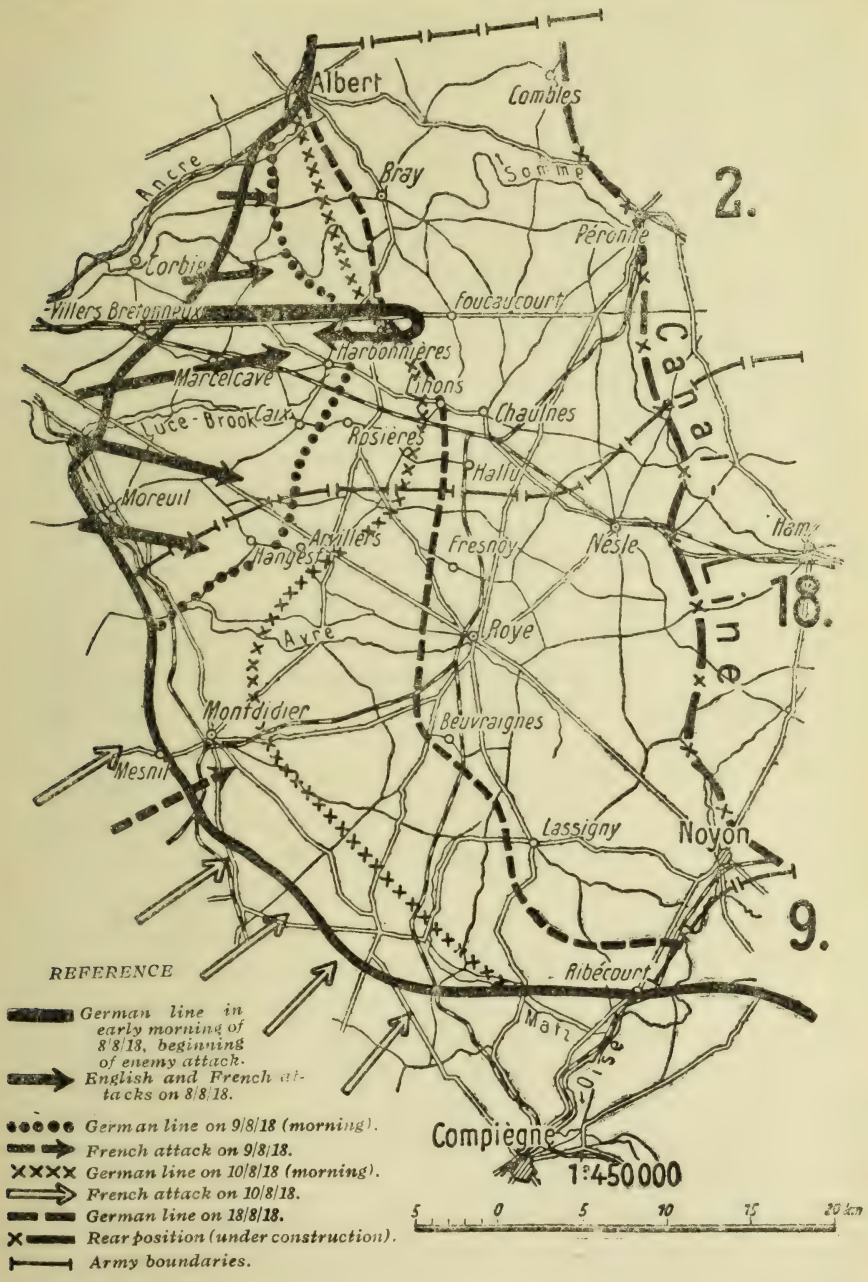 Albert
Combles
Ancre
Bray
Somme
2.
Péronne
Corbie
Villers Bretonneux
Foucaucourt
Harbonnières
Marcelcave
Lihons
Canal-Line
Luce-Brook
Caix
Chaulnes
Rosières
Hallu
Moreuil
Arvillers
Hangest
Fresnoy
Nesle
Ham
18.
Avre
Roye
Montdidier
Beuvraignes
Mesnil
Lassigny
Noyon
9.
Ribécourt
Matz
Oise
Compiègne
1:450000
5 0 5 10 15 20 km
REFERENCE
German line in
early morning of
8/8/18, beginning
of enemy attack.
English and French at-
tacks on 8/8/18.
German line on 9/8/18 (morning).
French attack on 9/8/18.
German line on 10/8/18 (morning).
French attack on 10/8/18.
German line on 18/8/18.
Rear position (under construction).
Army boundaries.